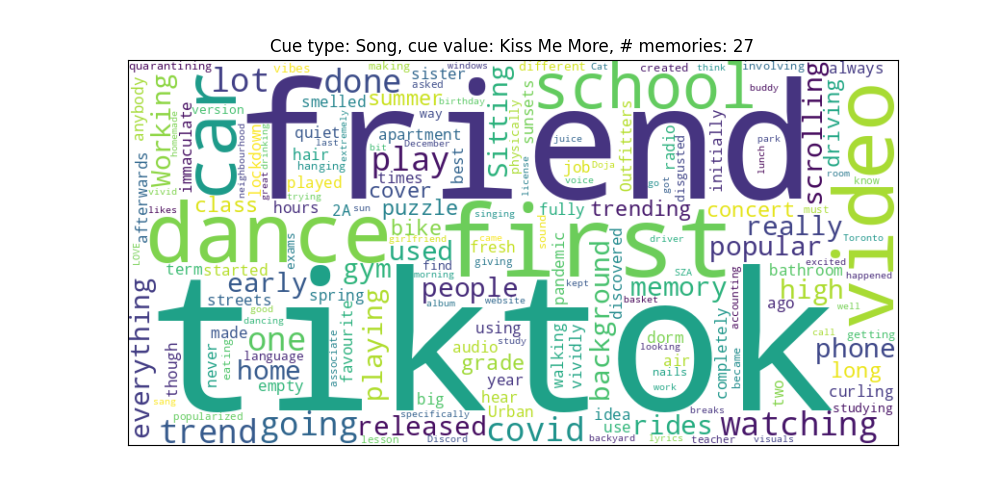 Cue type: Song, cue value: Kiss Me More, # memories: 27
quarantining vibes making windows different Cat created think involving always
anybody Working homemade immaculate version car lot done sister asked birthday Sitting sunsets school buddy scrolling driving
smelled summer way physically Outfitters
friend
neighbourhood lockdown great drinking quiet last extremely apartment December best juice job Doja radio got disgusted initially park lunch room know
hair hanging bit play times license voice go
vivid played trying cover
afterwards likes class hours 2A sun puzzle singing fully trending concert must
LOVE dance first really video
exams bike girlfriend came sound driver Toronto
used fresh giving pandemic background discovered popular excited
term started gym find morning people SZA memory bathroom happened
everything early spring album website kept basket accounting ago high well
streets good tiktok call getting
though made dancing favourite playing using study walking vividly dorm looking completely phone
never eating one language associate audio air became
home empty grade year nails work two long curling
sang big hear Urban idea breaks studying
popularized specifically use rides
trend going released covid watching
lesson Discord backyard lyrics teacher visuals